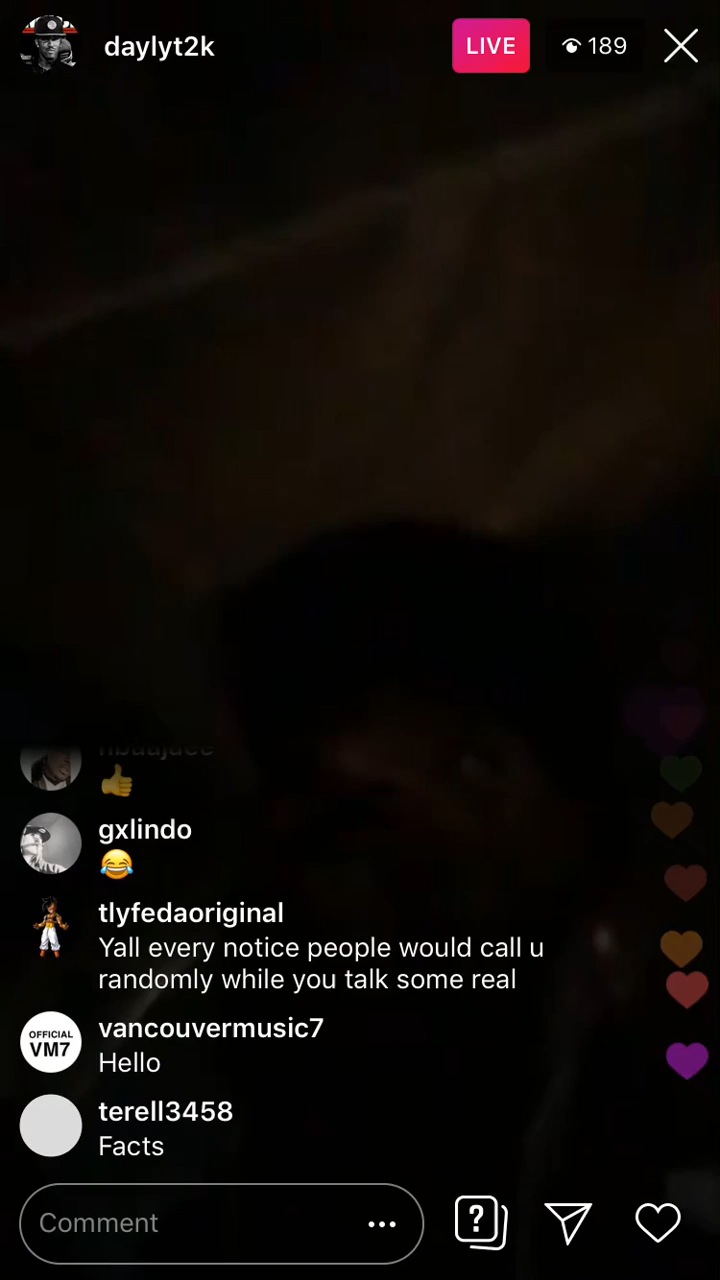 daylyt2k
LIVE
189
👍
gxlindo
😂
tlyfedaoriginal
Yall every notice people would call u
randomly while you talk some real
OFFICIAL
VM7
vancouvermusic7
Hello
terell3458
Facts
Comment
?